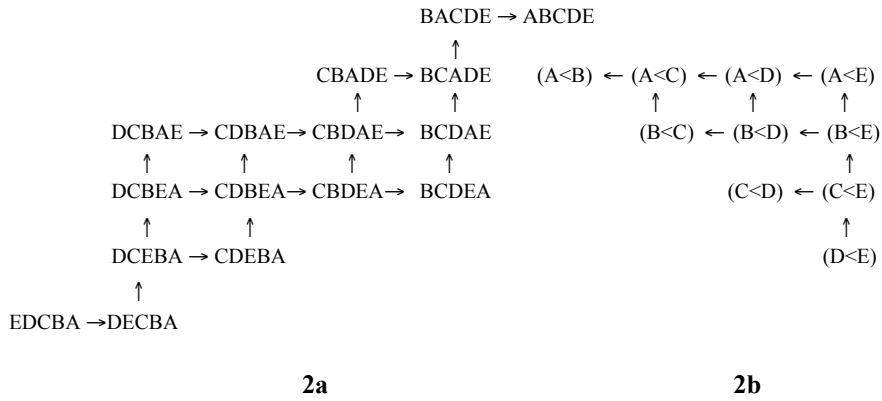 BACDE → ABCDE
↑
CBADE → BCADE (A<B) ← (A<C) ← (A<D) ← (A<E)
↑ ↑ ↑ ↑ ↑
DCBAE → CDBAE → CBDAE → BCDAE (B<C) ← (B<D) ← (B<E)
↑ ↑ ↑ ↑ ↑
DCBEA → CDBEA → CBDEA → BCDEA (C<D) ← (C<E)
↑ ↑ ↑
DCEBA → CDEBA (D<E)
↑
EDCBA → DECBA
2a 2b